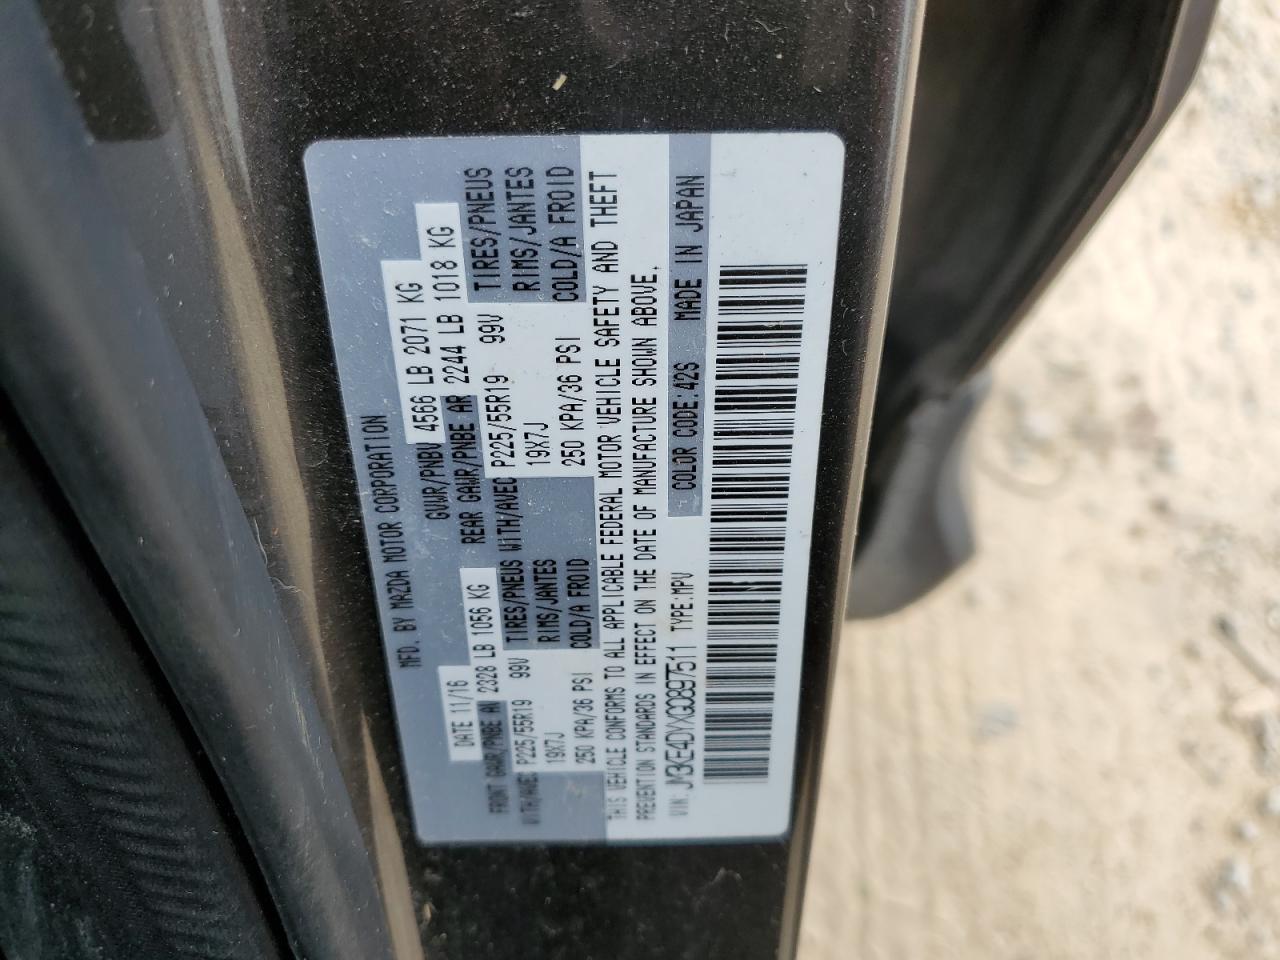 MFD. BY MAZDA MOTOR CORPORATION
DATE 11/16 GVWR/PNBV 4566 LB 2071 KG
FRONT GAWR/PNBE AV 2328 LB 1056 KG REAR GAWR/PNBE AR 2244 LB 1018 KG
WITH/AVEC P225/55R19 99V TIRES/PNEUS WITH/AVEC P225/55R19 99V TIRES/PNEUS
19X7J RIMS/JANTES 19X7J RIMS/JANTES
250 KPA/36 PSI COLD/A FROID 250 KPA/36 PSI COLD/A FROID
THIS VEHICLE CONFORMS TO ALL APPLICABLE FEDERAL MOTOR VEHICLE SAFETY AND THEFT
PREVENTION STANDARDS IN EFFECT ON THE DATE OF MANUFACTURE SHOWN ABOVE.
VIN: JM3KE4DYXG0897511 TYPE:MPV COLOR CODE:42S MADE IN JAPAN